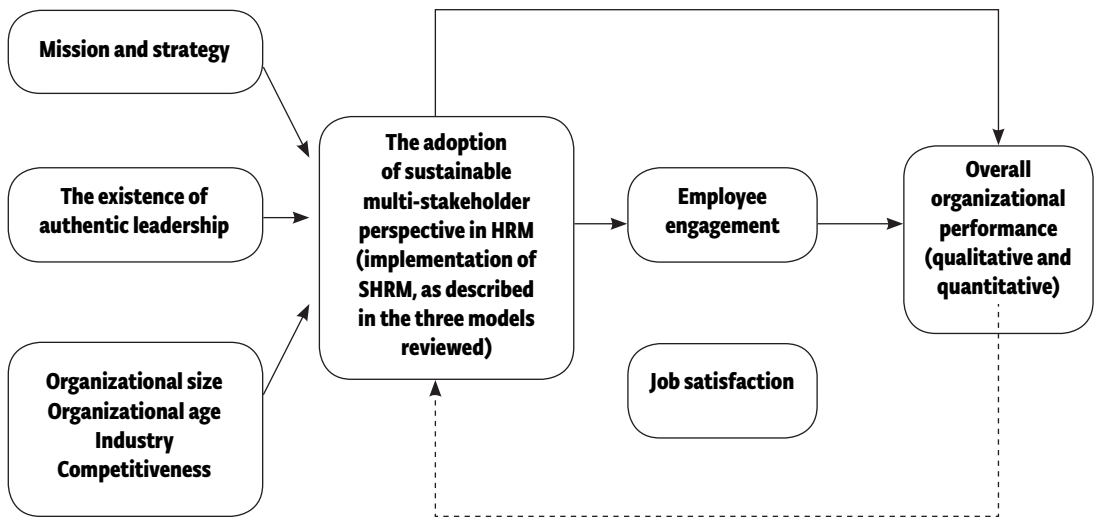 Mission and strategy
The existence of
authentic leadership
Organizational size
Organizational age
Industry
Competitiveness
The adoption
of sustainable
multi-stakeholder
perspective in HRM
(implementation of
SHRM, as described
in the three models
reviewed)
Employee
engagement
Job satisfaction
Overall
organizational
performance
(qualitative and
quantitative)